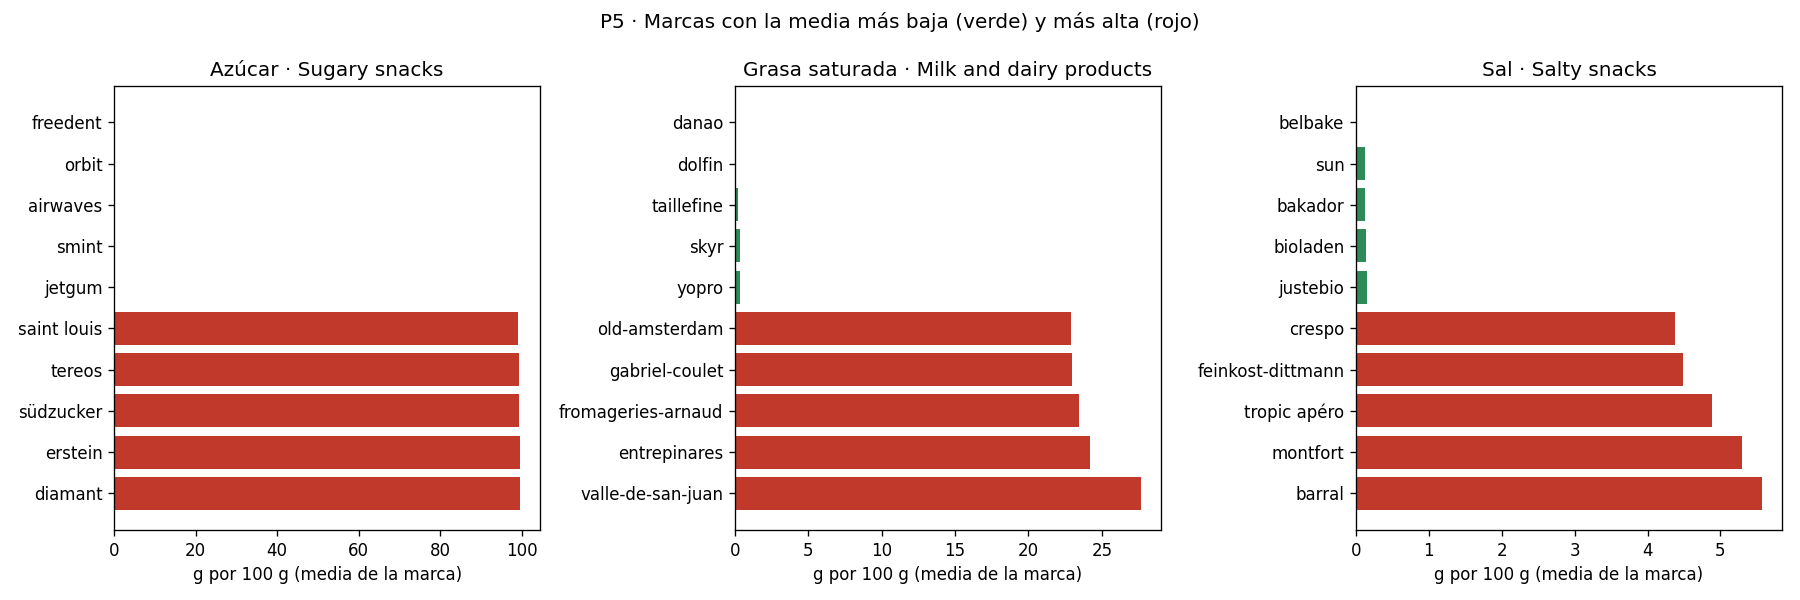 P5 · Marcas con la media más baja (verde) y más alta (rojo)
Azúcar · Sugary snacks
freedent
orbit
airwaves
smint
jetgum
saint louis
tereos
südzucker
erstein
diamant
0 20 40 60 80 100
g por 100 g (media de la marca)
Grasa saturada · Milk and dairy products
danao
dolfin
taillefine
skyr
yopro
old-amsterdam
gabriel-coulet
fromageries-arnaud
entrepinares
valle-de-san-juan
0 5 10 15 20 25
g por 100 g (media de la marca)
Sal · Salty snacks
belbake
sun
bakador
bioladen
justebio
crespo
feinkost-dittmann
tropic apéro
montfort
barral
0 1 2 3 4 5
g por 100 g (media de la marca)